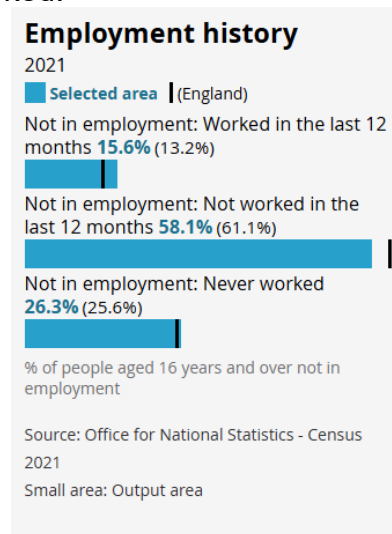 Employment history
2021
Selected area (England)
Not in employment: Worked in the last 12
months 15.6% (13.2%)
Not in employment: Not worked in the
last 12 months 58.1% (61.1%)
Not in employment: Never worked
26.3% (25.6%)
% of people aged 16 years and over not in
employment
Source: Office for National Statistics - Census
2021
Small area: Output area